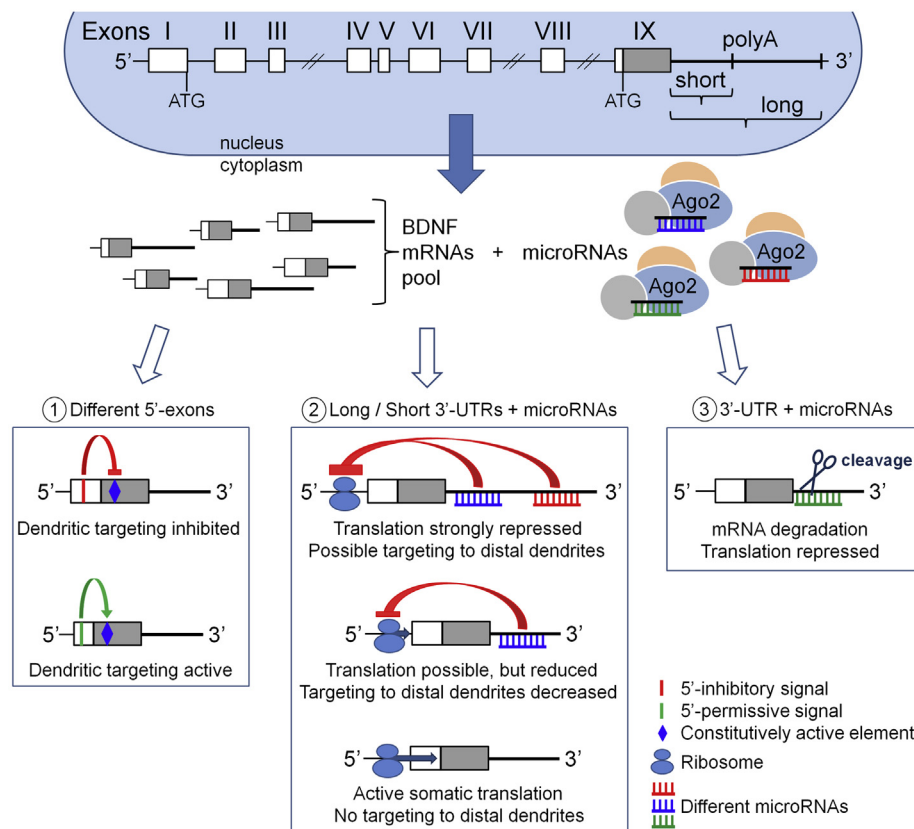 Exons I II III IV V VI VII VIII IX
polyA
5’ 3’
short
ATG ATG
long
nucleus
cytoplasm
Ago2
BDNF
mRNAs + microRNAs
pool
Ago2
Ago2
1 Different 5’-exons
2 Long / Short 3’-UTRs + microRNAs
3 3’-UTR + microRNAs
5’ 3’
Dendritic targeting inhibited
5’ 3’
Dendritic targeting active
5’ 3’
Translation strongly repressed
Possible targeting to distal dendrites
5’ 3’
Translation possible, but reduced
Targeting to distal dendrites decreased
5’ 3’
Active somatic translation
No targeting to distal dendrites
cleavage
5’ 3’
mRNA degradation
Translation repressed
5’-inhibitory signal
5’-permissive signal
Constitutively active element
Ribosome
Different microRNAs